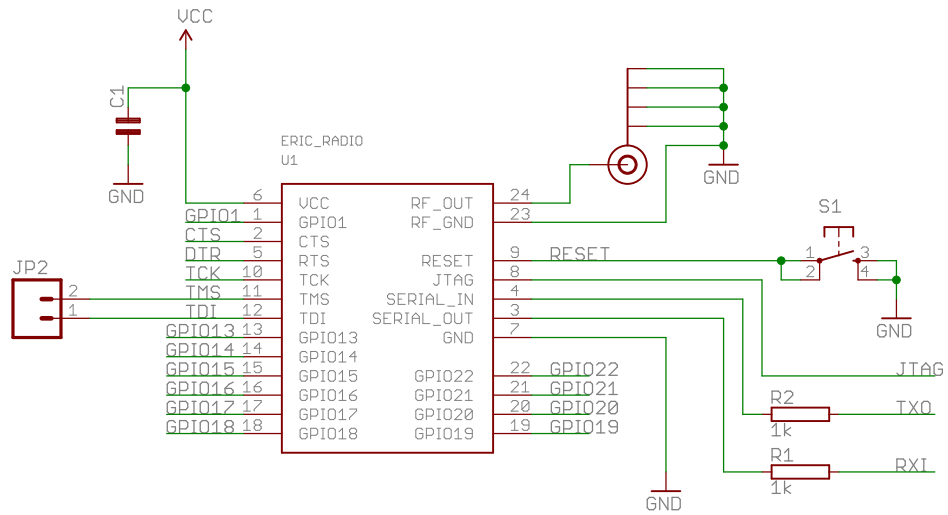 VCC
C1
GND
ERIC_RADIO
U1
GND
S1
JP2
2
1
6 VCC RF_OUT 24
GPIO1 1 GPIO1 RF_GND 23
CTS 2 CTS
DTR 5 RTS RESET 9 RESET
TCK 10 TCK JTAG 8
TMS 11 TMS SERIAL_IN 4
TDI 12 TDI SERIAL_OUT 3
GPIO13 13 GPIO13 GND 7
GPIO14 14 GPIO14
GPIO15 15 GPIO15 GPIO22 22 GPIO22
GPIO16 16 GPIO16 GPIO21 21 GPIO21
GPIO17 17 GPIO17 GPIO20 20 GPIO20
GPIO18 18 GPIO18 GPIO19 19 GPIO19
1 3
2 4
GND
JTAG
R2
TXO
1k
R1
RXI
1k
GND